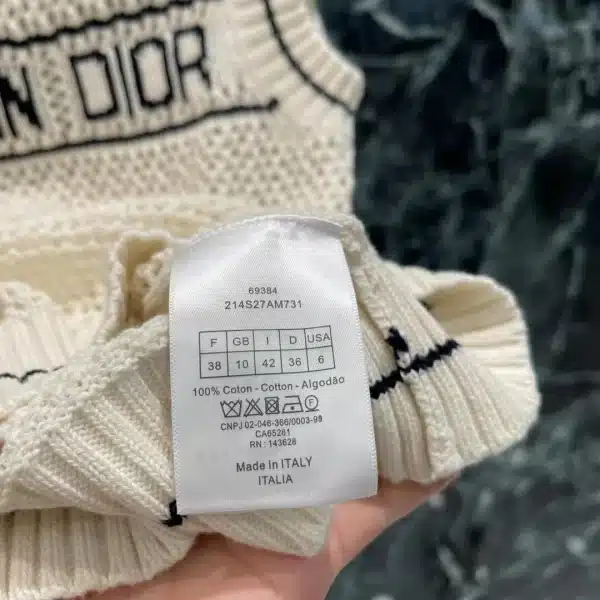 N DIOR
69384
214S27AM731
F GB I D USA
38 10 42 36 6
100% Coton - Cotton - Algodão
F
CNPJ 02-046-366/0003-99
CA65281
RN : 143628
Made in ITALY
ITALIA